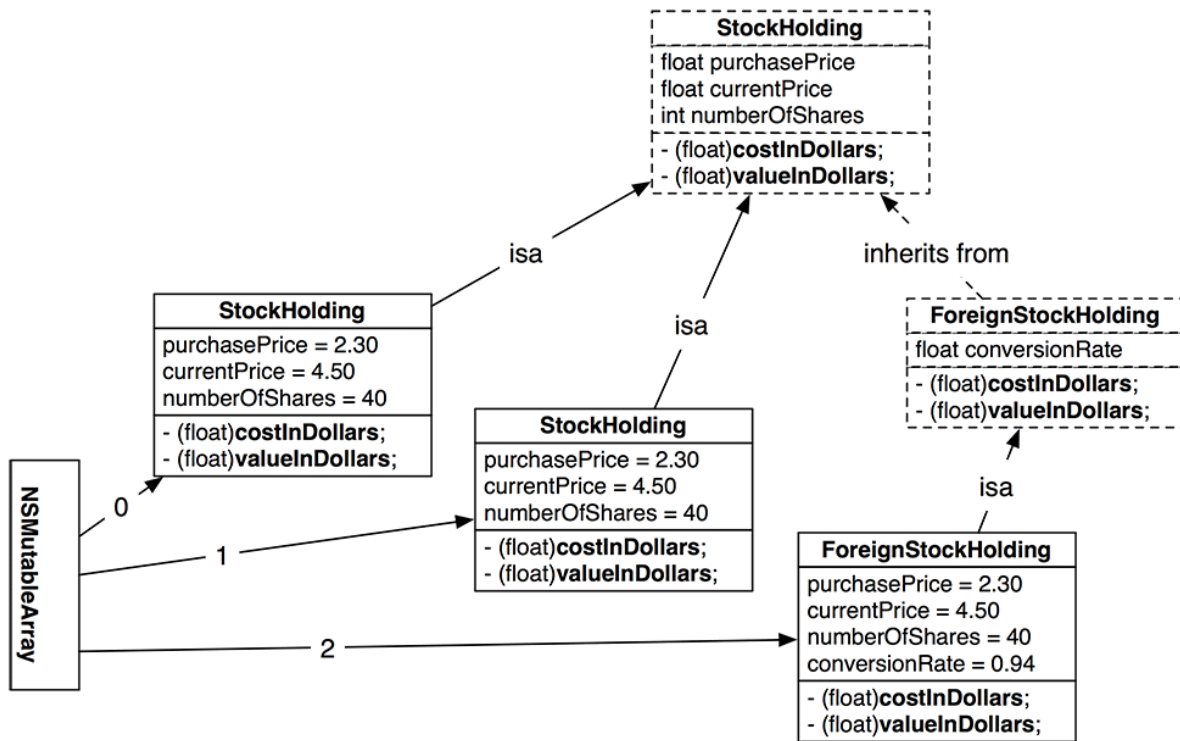 StockHolding
float purchasePrice
float currentPrice
int numberOfShares
- (float)costInDollars;
- (float)valueInDollars;
isa
isa
inherits from
StockHolding
purchasePrice = 2.30
currentPrice = 4.50
numberOfShares = 40
- (float)costInDollars;
- (float)valueInDollars;
ForeignStockHolding
float conversionRate
- (float)costInDollars;
- (float)valueInDollars;
isa
StockHolding
purchasePrice = 2.30
currentPrice = 4.50
numberOfShares = 40
- (float)costInDollars;
- (float)valueInDollars;
NSMutableArray
0
1
2
ForeignStockHolding
purchasePrice = 2.30
currentPrice = 4.50
numberOfShares = 40
conversionRate = 0.94
- (float)costInDollars;
- (float)valueInDollars;